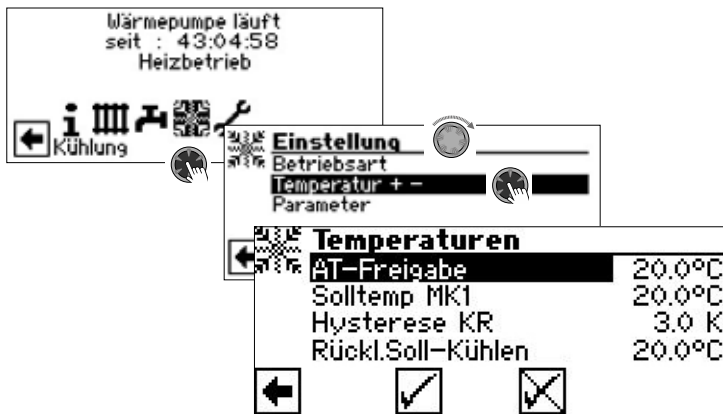 Wärmepumpe läuft
seit : 43:04:58
Heizbetrieb
Kühlung
Einstellung
Betriebsart
Temperatur + -
Parameter
Temperaturen
AT-Freigabe 20.0°C
Solltemp MK1 20.0°C
Hysterese KR 3.0 K
Rückl.Soll-Kühlen 20.0°C